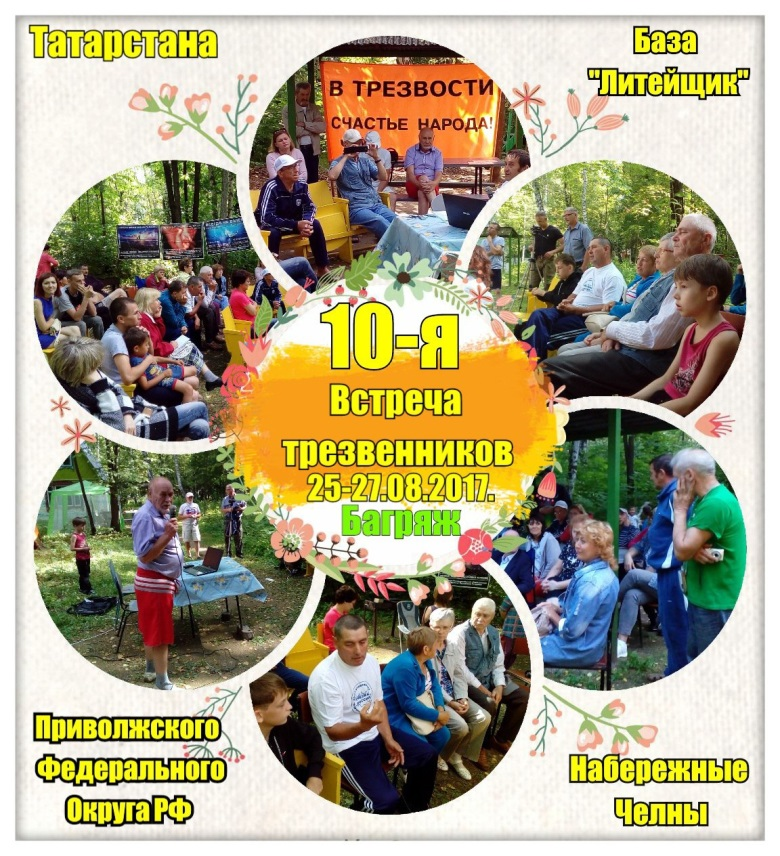 Татарстана
База
"Литейщик"
В ТРЕЗВОСТИ
СЧАСТЬЕ НАРОДА!
10-я
Встреча
трезвенников
25-27.08.2017.
Багряж
Приволжского
Федерального
Округа РФ
Набережные
Челны